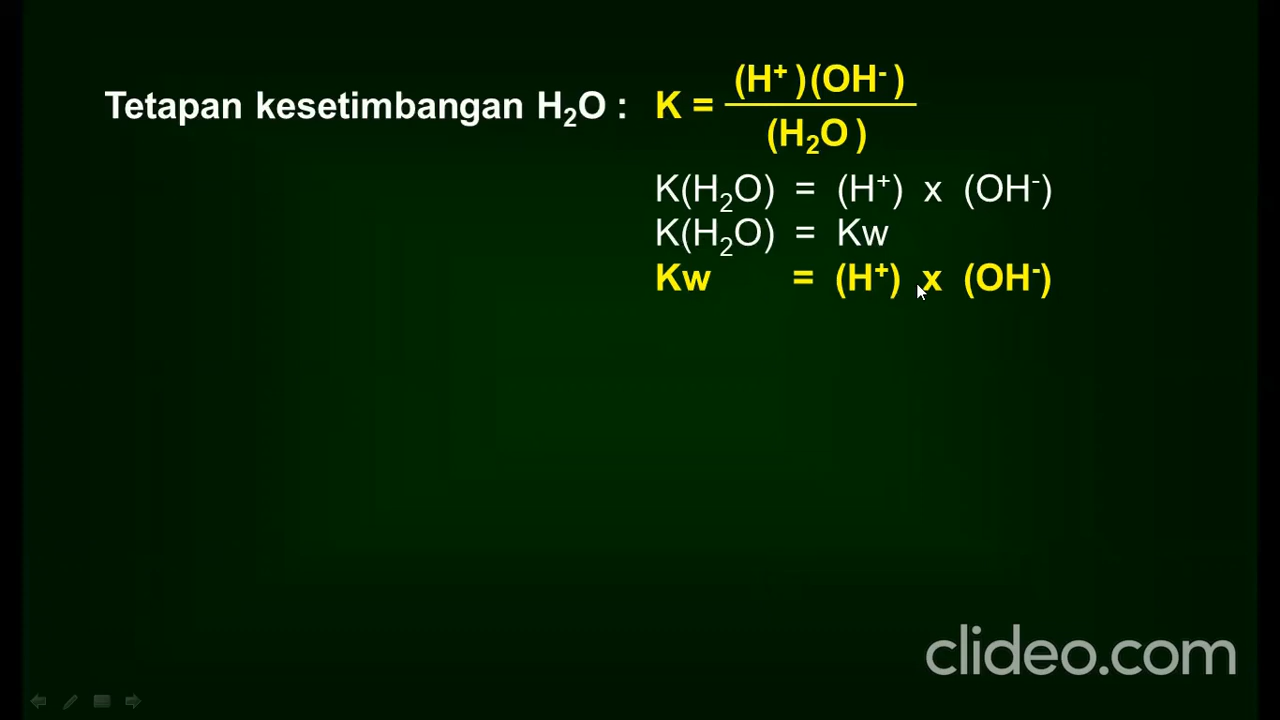 Tetapan kesetimbangan H₂O : K = (H⁺)(OH⁻)
(H₂O)
K(H₂O) = (H⁺) x (OH⁻)
K(H₂O) = Kw
Kw = (H⁺) x (OH⁻)
clideo.com